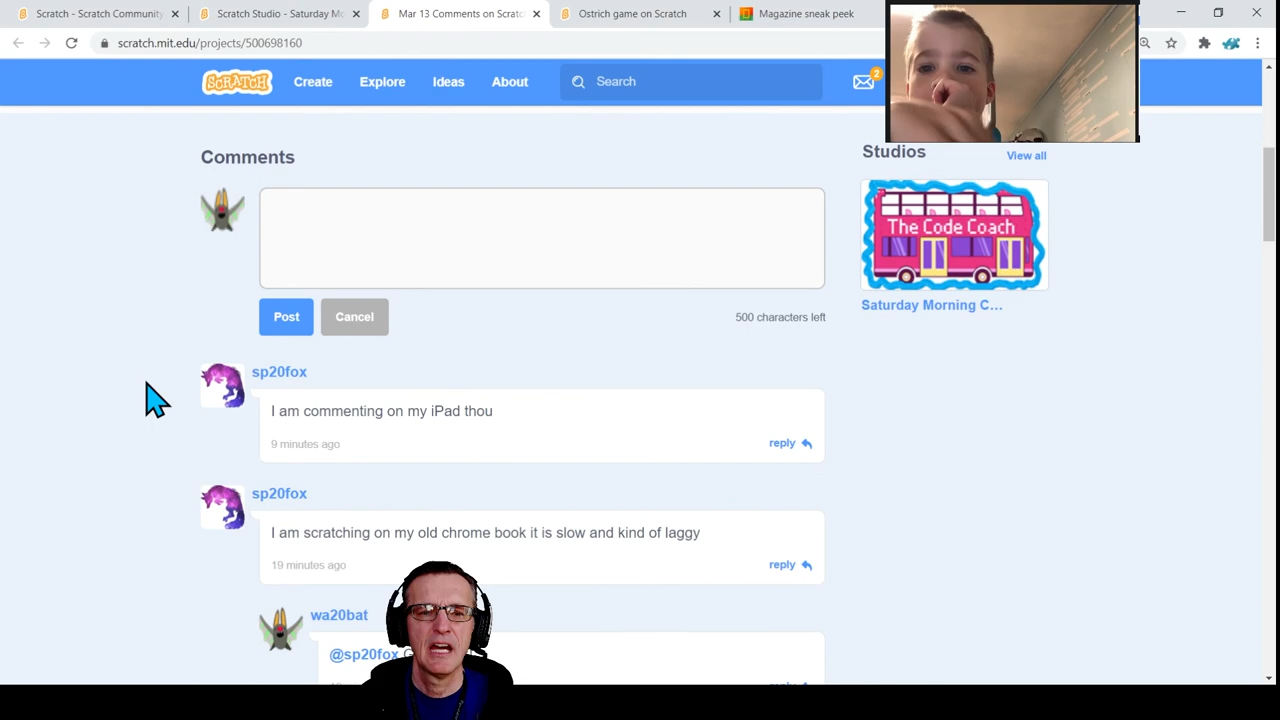 Scratch - Scratch Community
Scratch Studio - Saturday Mo
Mar 13 Comments on Scratc
Ostrich game on Scratch
Magazine sneak peek
scratch.mit.edu/projects/500698160
SCRATCH
Create
Explore
Ideas
About
Search
2
Comments
Studios
View all
The Code Coach
Saturday Morning C...
Post
Cancel
500 characters left
sp20fox
I am commenting on my iPad thou
9 minutes ago
reply
sp20fox
I am scratching on my old chrome book it is slow and kind of laggy
19 minutes ago
reply
wa20bat
@sp20fox